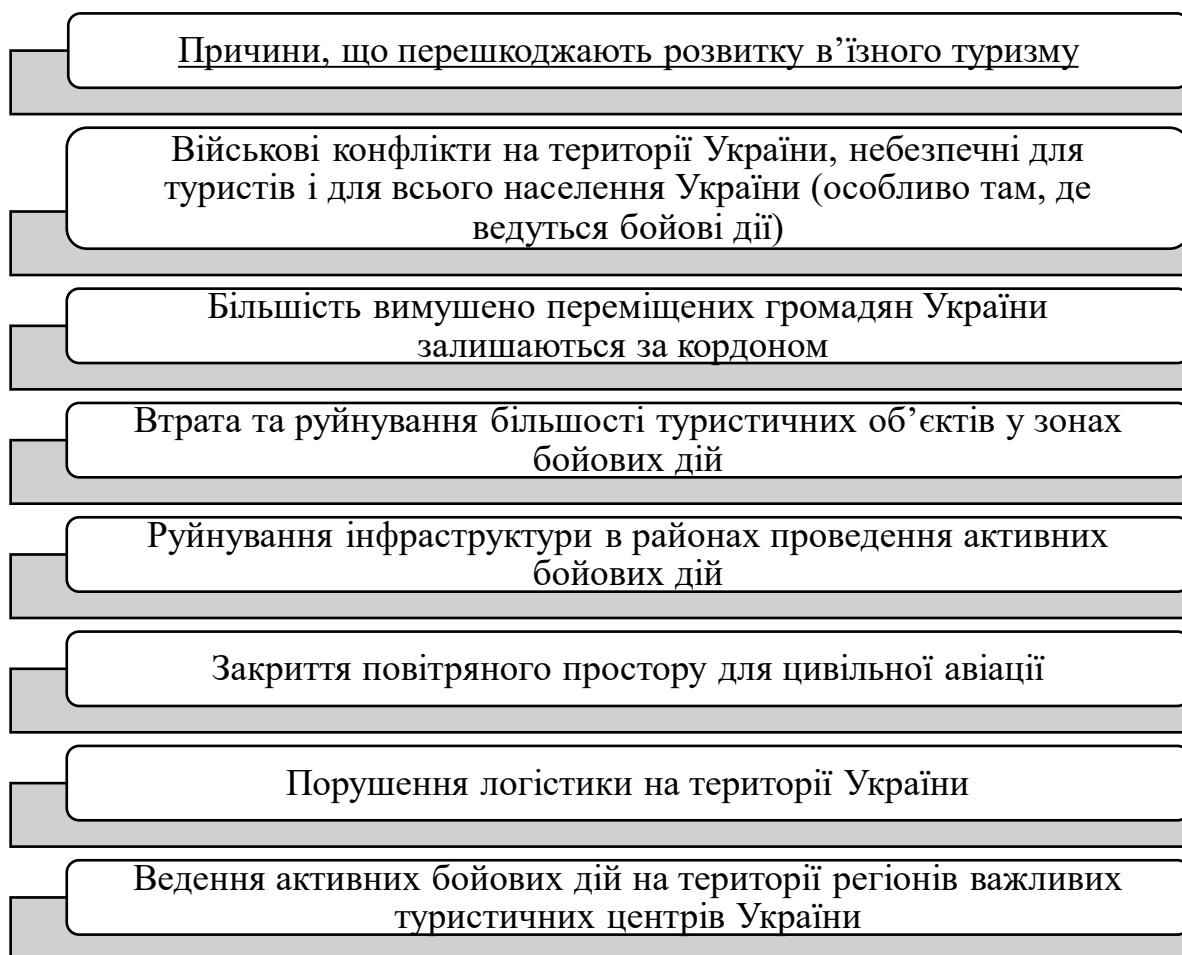 Причини, що перешкоджають розвитку в’їзного туризму
Військові конфлікти на території України, небезпечні для
туристів і для всього населення України (особливо там, де
ведуться бойові дії)
Більшість вимушено переміщених громадян України
залишаються за кордоном
Втрата та руйнування більшості туристичних об’єктів у зонах
бойових дій
Руйнування інфраструктури в районах проведення активних
бойових дій
Закриття повітряного простору для цивільної авіації
Порушення логістики на території України
Ведення активних бойових дій на території регіонів важливих
туристичних центрів України